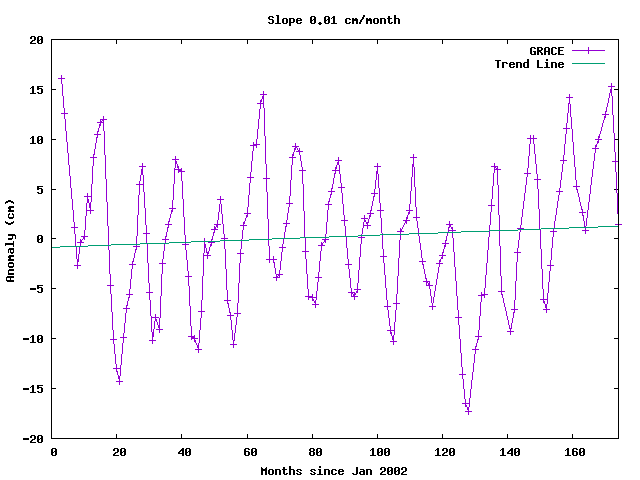 Slope 0.01 cm/month
GRACE
Trend Line
20
15
10
5
0
-5
-10
-15
-20
Anomaly (cm)
0 20 40 60 80 100 120 140 160
Months since Jan 2002